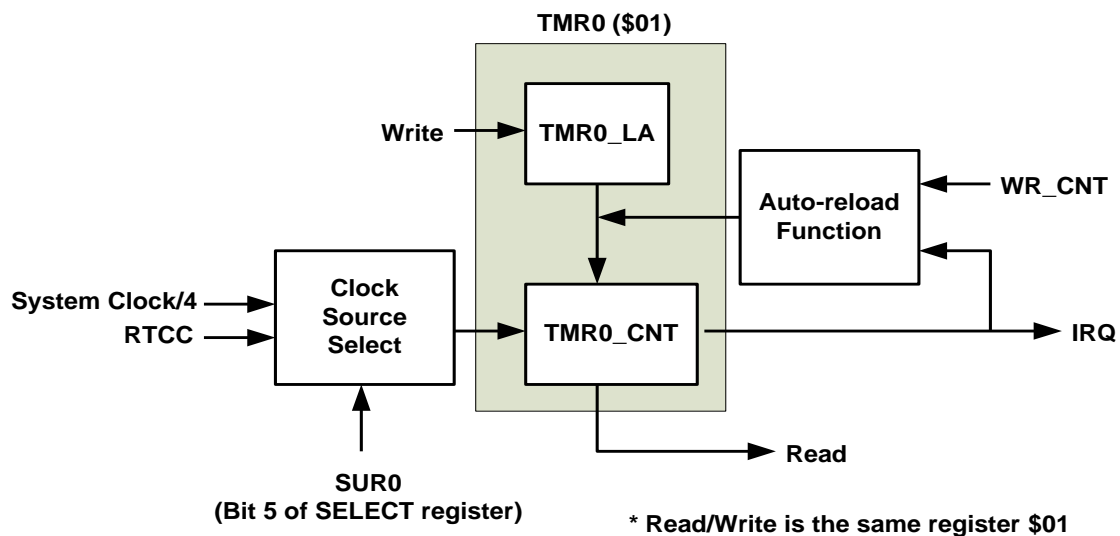 TMR0 ($01)
Write
TMR0_LA
WR_CNT
Auto-reload
Function
System Clock/4
RTCC
Clock
Source
Select
TMR0_CNT
IRQ
Read
SUR0
(Bit 5 of SELECT register)
* Read/Write is the same register $01